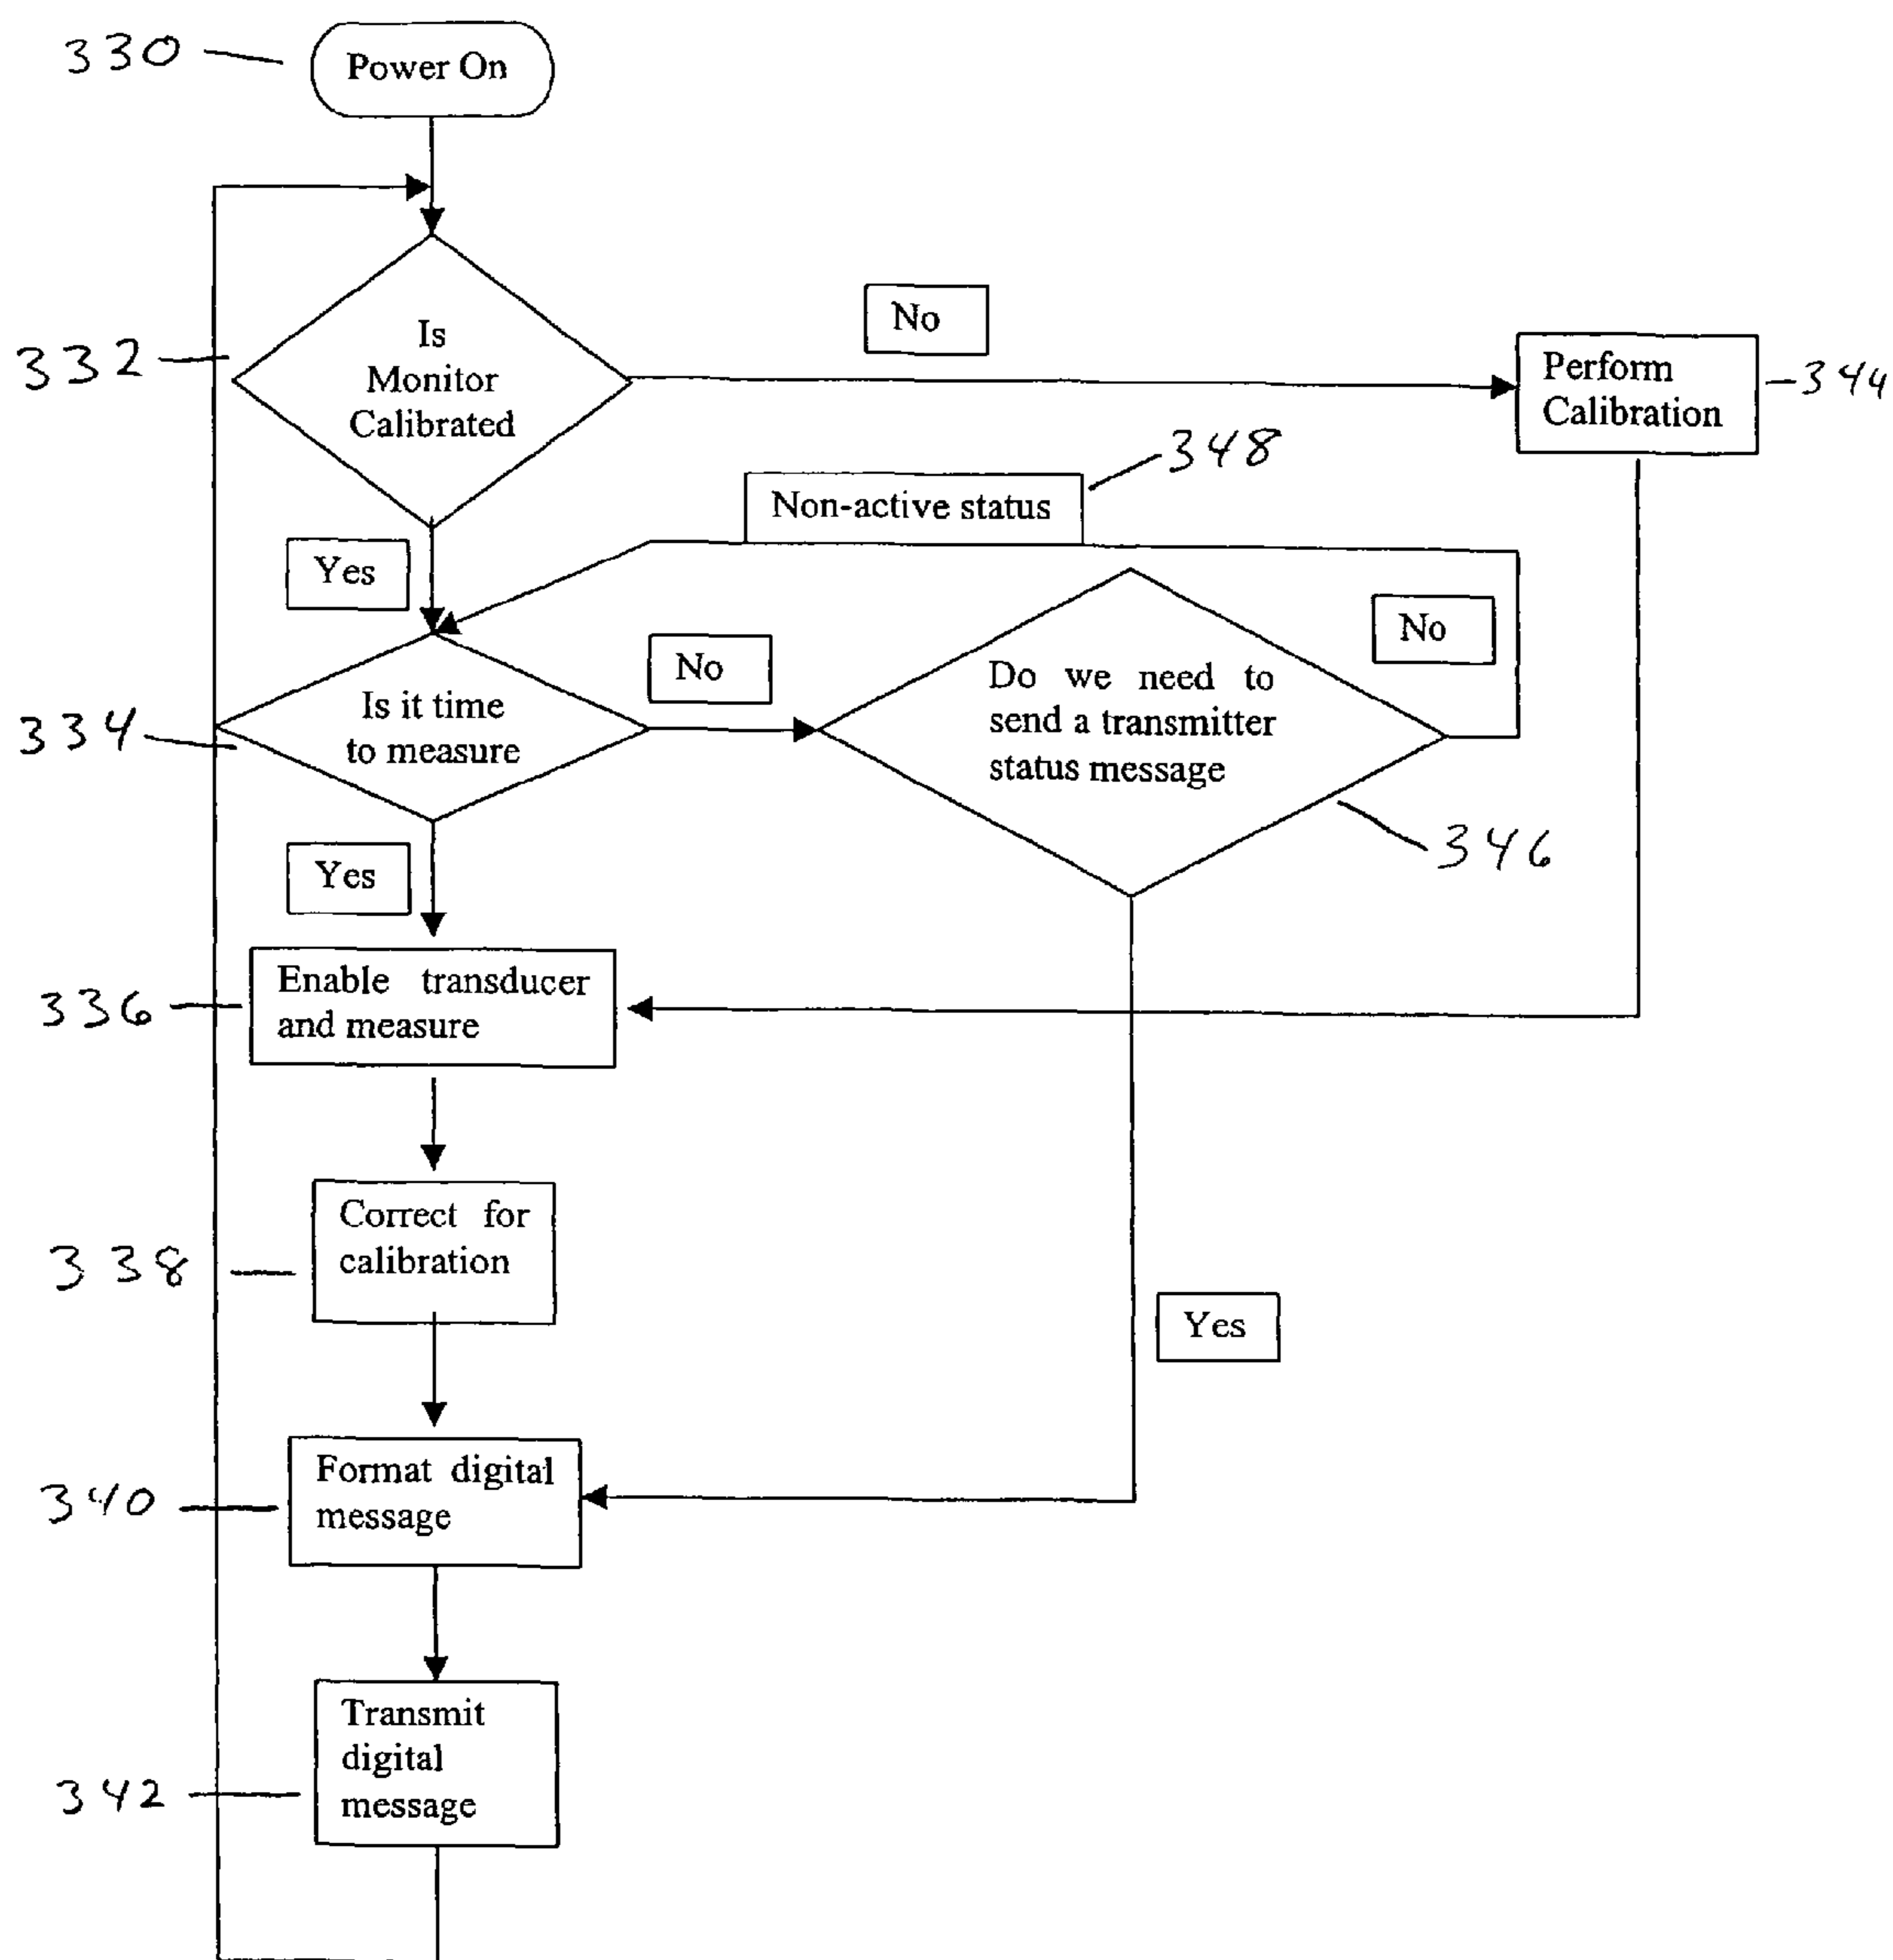 330
Power On
332
Is
Monitor
Calibrated
No
Perform
Calibration
344
348
Non-active status
Yes
No
334
Is it time
to measure
No
Do we need to
send a transmitter
status message
346
Yes
336
Enable transducer
and measure
338
Correct for
calibration
Yes
340
Format digital
message
342
Transmit
digital
message